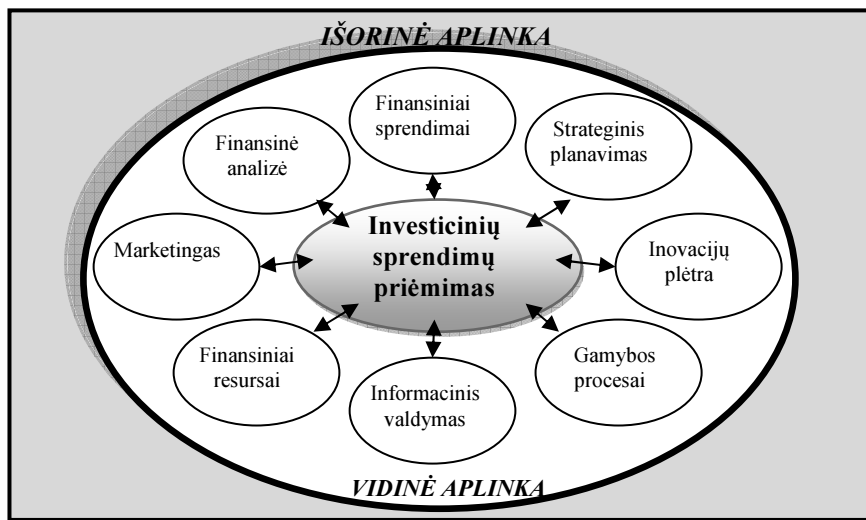 IŠORINĖ APLINKA
Finansiniai
sprendimai
Strateginis
planavimas
Finansinė
analizė
Investicinių
sprendimų
priėmimas
Marketingas
Inovacijų
plėtra
Finansiniai
resursai
Gamybos
procesai
Informacinis
valdymas
VIDINĖ APLINKA